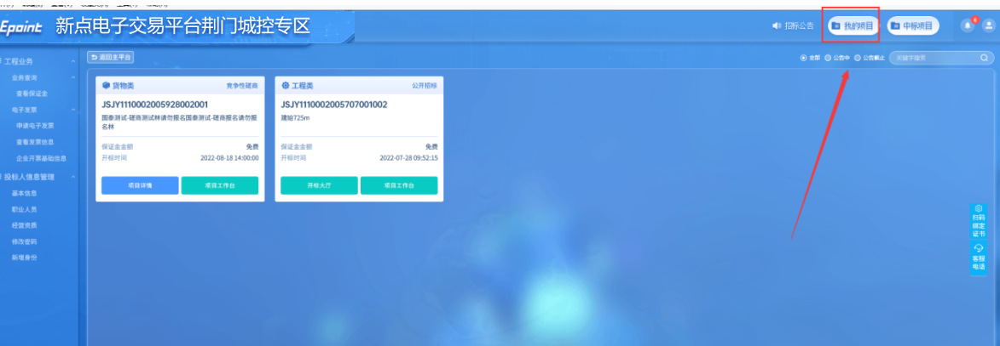 Epoint 新点电子交易平台荆门城控专区
招标公告
我的项目
中标项目
6
工程业务
业务查询
查看保证金
电子发票
申请电子发票
查看发票信息
企业开票基础信息
投标人信息管理
基本信息
职业人员
经营资质
修改密码
新增身份
返回主平台
全部 公告中 公告截止 关键字搜索
货物类 竞争性磋商
JSJY1110002005928002001
国泰测试-磋商测试林请勿报名国泰测试-磋商报名请勿报
名林
保证金金额 免费
开标时间 2022-08-18 14:00:00
项目详情 项目工作台
工程类 公开招标
JSJY1110002005707001002
建输725m
保证金金额 免费
开标时间 2022-07-28 09:52:15
开标大厅 项目工作台
扫码
绑定
证书
客服
电话